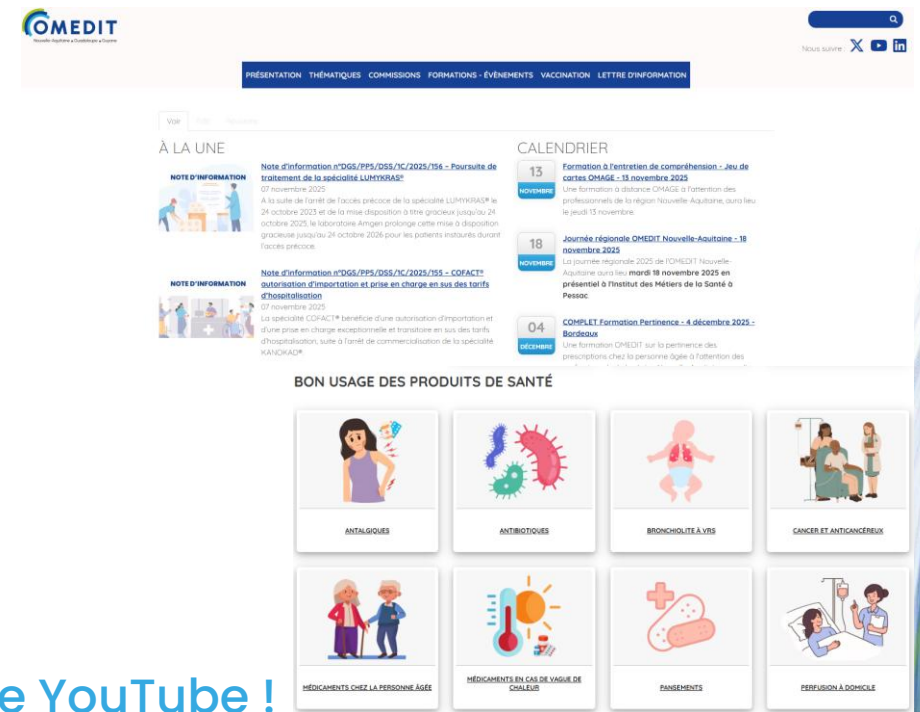 OMEDIT
Nouvelle-Aquitaine • Guadeloupe • Guyane
Nous suivre
PRÉSENTATION THÉMATIQUES COMMISSIONS FORMATIONS - ÉVÈNEMENTS VACCINATION LETTRE D'INFORMATION
Voir
À LA UNE
NOTE D'INFORMATION
Note d'information n°DGS/PP5/DSS/1C/2025/156 – Poursuite de
traitement de la spécialité LUMYKRAS®
07 novembre 2025
A la suite de l'arrêt de l'accès précoce de la spécialité LUMYKRAS® le
24 octobre 2023 et de la mise disposition à titre gracieux jusqu'au 24
octobre 2025, le laboratoire Amgen prolonge cette mise à disposition
gracieuse jusqu'au 24 octobre 2026 pour les patients instaurés durant
l'accès précoce.
NOTE D'INFORMATION
Note d'information n°DGS/PP5/DSS/1C/2025/155 – COFACT®
autorisation d'importation et prise en charge en sus des tarifs
d'hospitalisation
07 novembre 2025
La spécialité COFACT® bénéficie d'une autorisation d'importation et
d'une prise en charge exceptionnelle et transitoire en sus des tarifs
d'hospitalisation, suite à l'arrêt de commercialisation de la spécialité
KANOKAD®.
CALENDRIER
13
NOVEMBRE
Formation à l'entretien de compréhension - Jeu de
cartes OMAGE - 13 novembre 2025
Une formation à distance OMAGE à l'attention des
professionnels de la région Nouvelle-Aquitaine, aura lieu
le jeudi 13 novembre.
18
NOVEMBRE
Journée régionale OMEDIT Nouvelle-Aquitaine - 18
novembre 2025
La journée régionale 2025 de l'OMEDIT Nouvelle-
Aquitaine aura lieu mardi 18 novembre 2025 en
présentiel à l'Institut des Métiers de la Santé à
Pessac
04
DÉCEMBRE
COMPLET Formation Pertinence - 4 décembre 2025 -
Bordeaux
Une formation OMEDIT sur la pertinence des
prescriptions chez la personne âgée à l'attention des
BON USAGE DES PRODUITS DE SANTÉ
ANTALGIQUES
ANTIBIOTIQUES
BRONCHIOLITE À VRS
CANCER ET ANTICANCÉREUX
MÉDICAMENTS CHEZ LA PERSONNE ÂGÉE
MÉDICAMENTS EN CAS DE VAGUE DE
CHALEUR
PANSEMENTS
PERFUSION À DOMICILE
e YouTube !